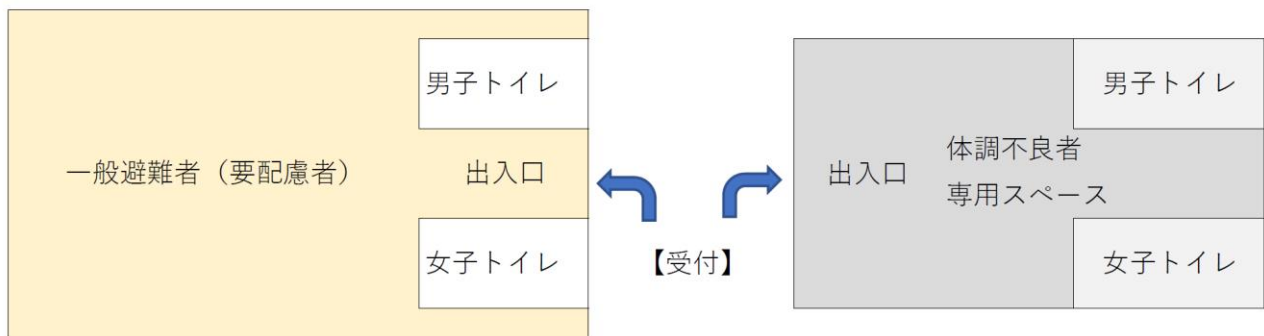 男子トイレ
一般避難者（要配慮者）
出入口
女子トイレ
【受付】
男子トイレ
出入口
体調不良者
専用スペース
女子トイレ